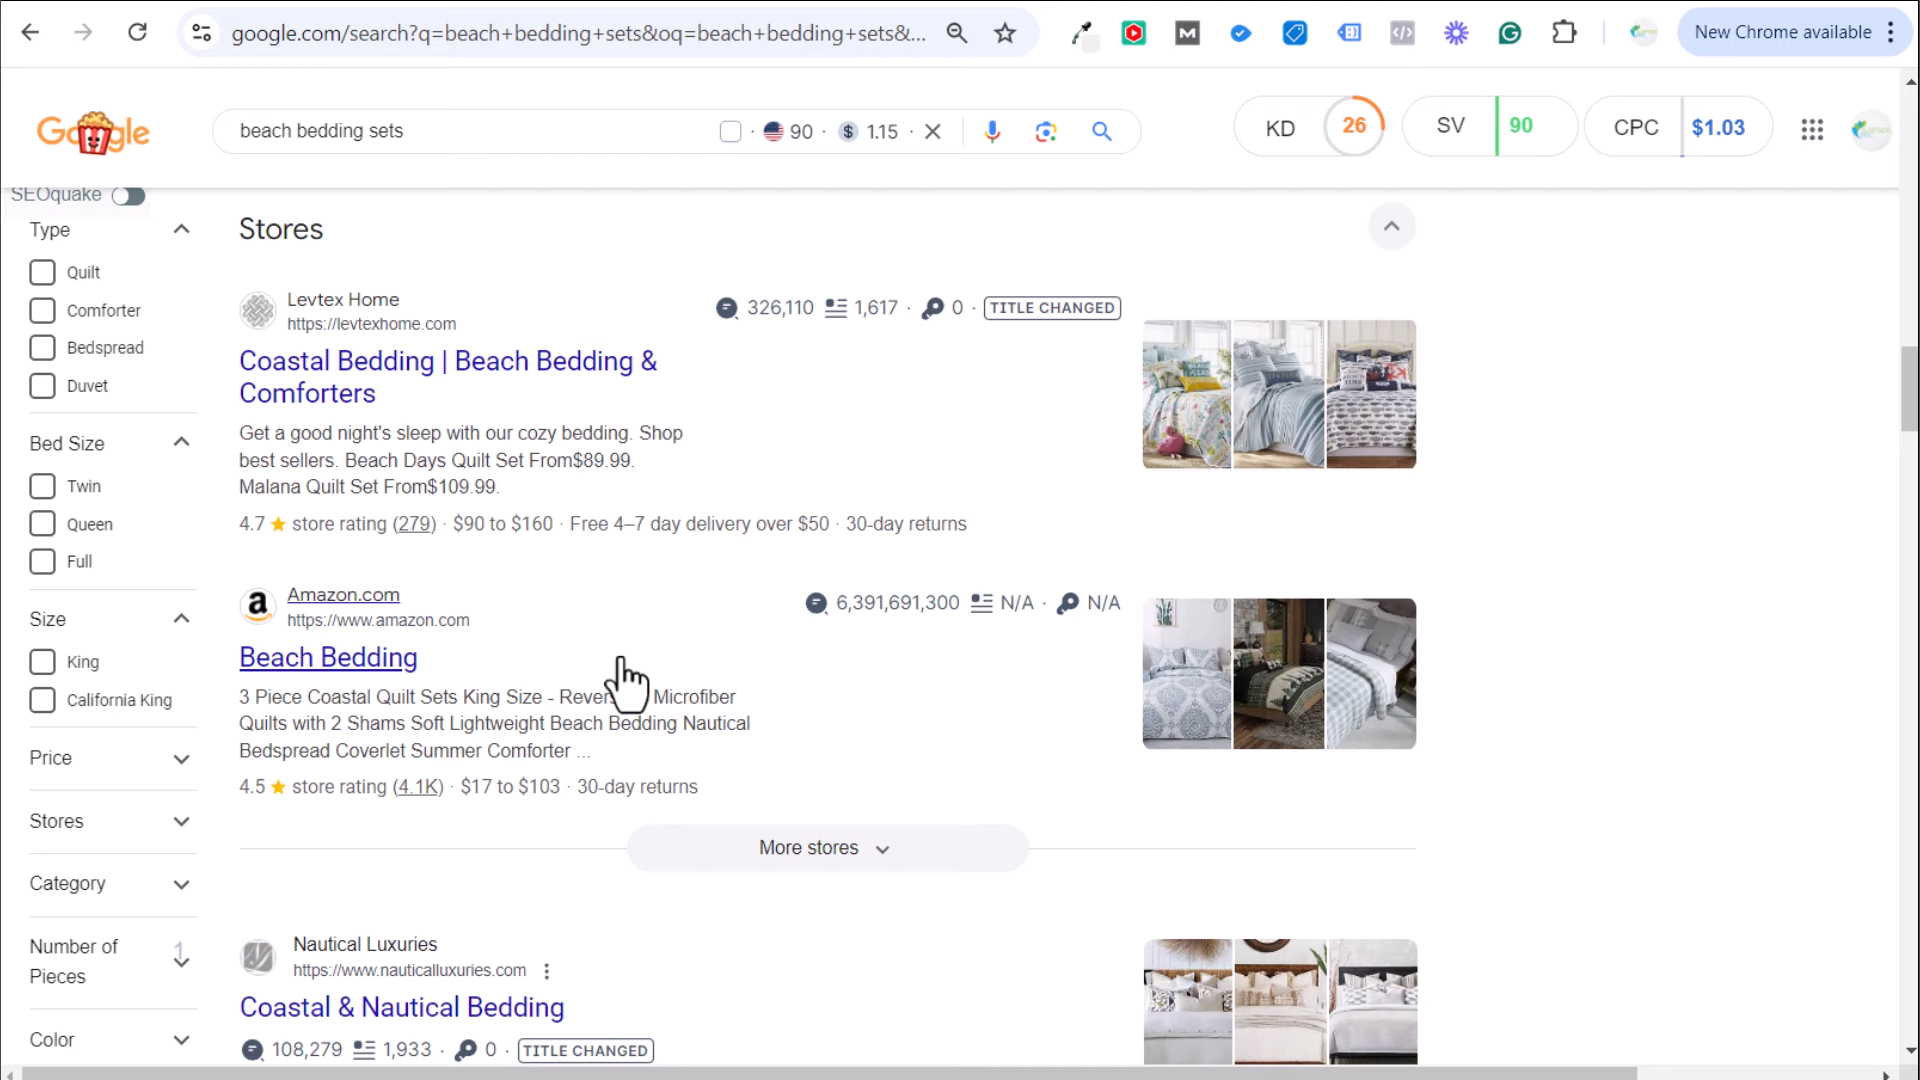 google.com/search?q=beach+bedding+sets&oq=beach+bedding+sets&...
New Chrome available
beach bedding sets
90 · $ 1.15 ·
KD 26
SV 90
CPC $1.03
SEOquake
Type
Quilt
Comforter
Bedspread
Duvet
Bed Size
Twin
Queen
Full
Size
King
California King
Price
Stores
Category
Number of
Pieces
Color
Stores
Levtex Home
https://levtexhome.com
326,110 1,617 · 0 · TITLE CHANGED
Coastal Bedding | Beach Bedding &
Comforters
Get a good night's sleep with our cozy bedding. Shop
best sellers. Beach Days Quilt Set From$89.99.
Malana Quilt Set From$109.99.
4.7 ★ store rating (279) · $90 to $160 · Free 4–7 day delivery over $50 · 30-day returns
Amazon.com
https://www.amazon.com
6,391,691,300 N/A · N/A
Beach Bedding
3 Piece Coastal Quilt Sets King Size - Microfiber
Quilts with 2 Shams Soft Lightweight Beach Bedding Nautical
Bedspread Coverlet Summer Comforter ...
4.5 ★ store rating (4.1K) · $17 to $103 · 30-day returns
More stores
Nautical Luxuries
https://www.nauticalluxuries.com
Coastal & Nautical Bedding
108,279 1,933 · 0 · TITLE CHANGED